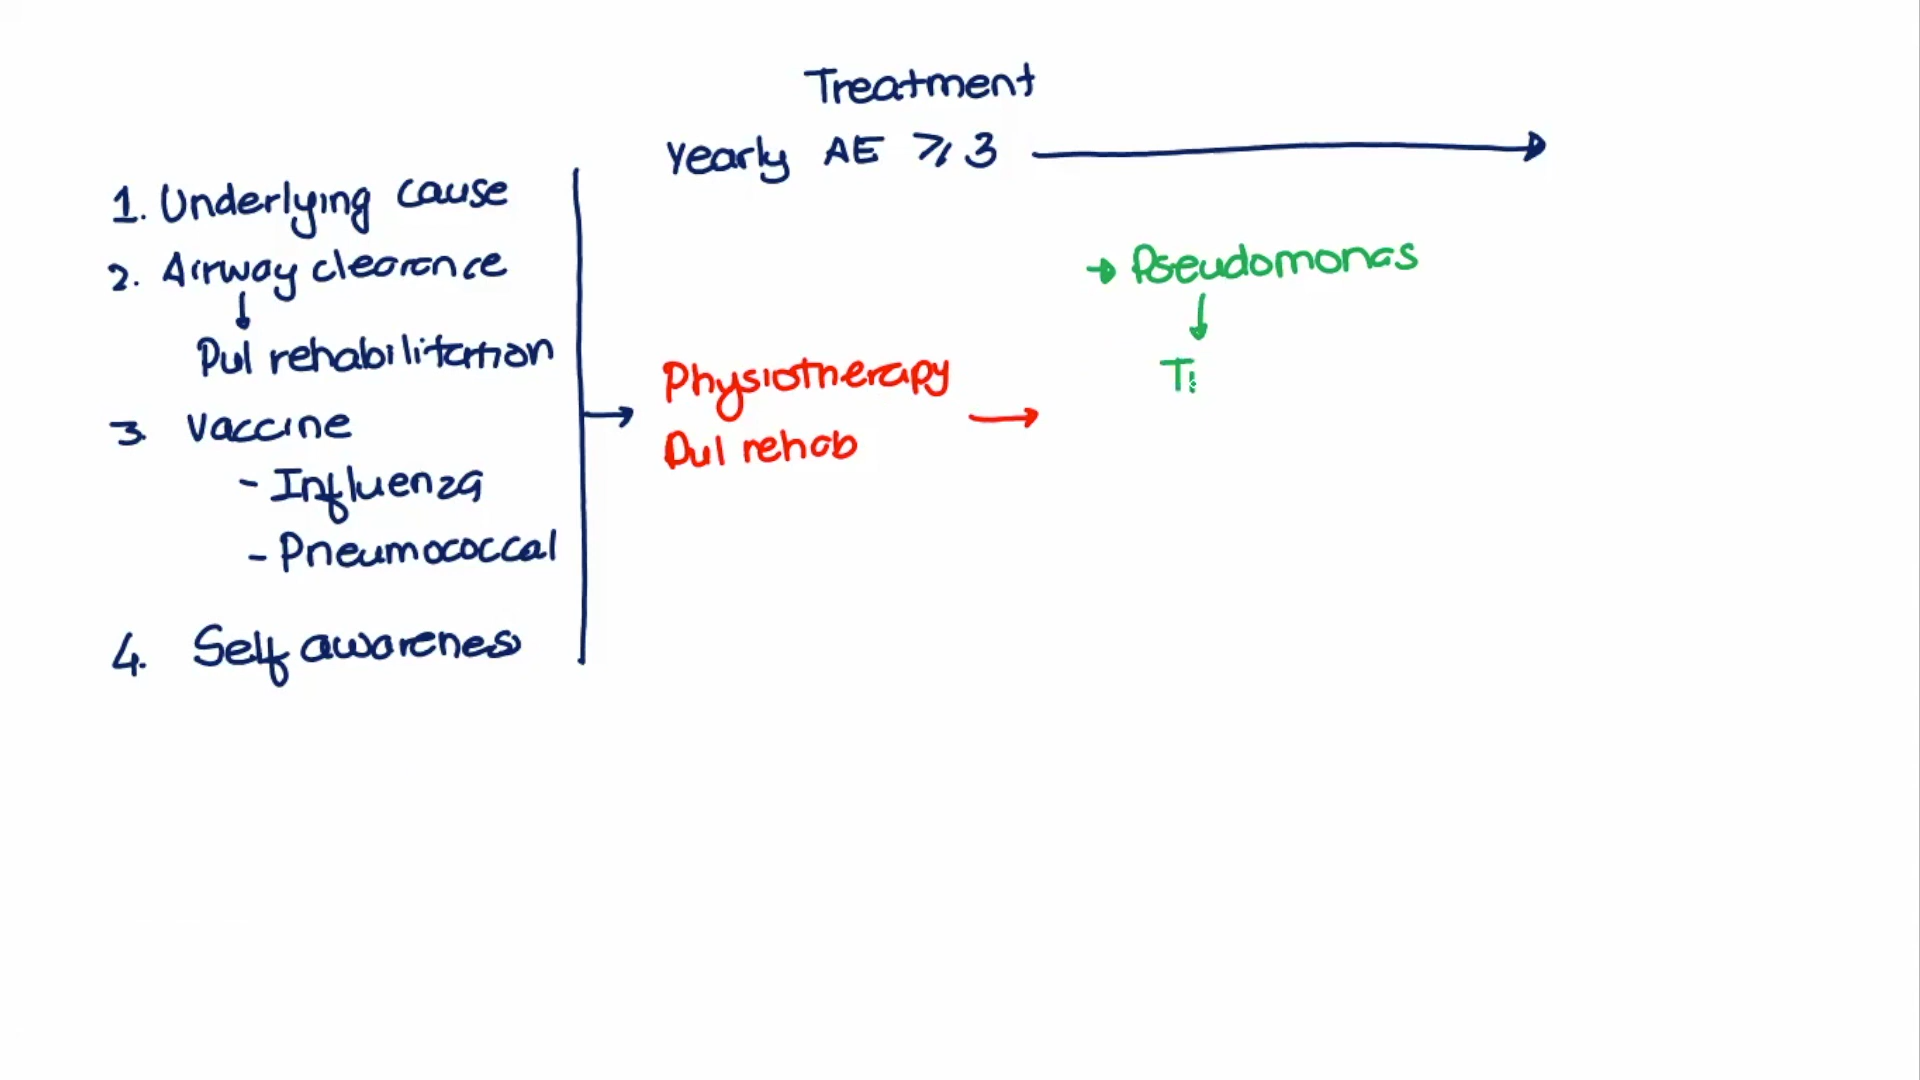 Treatment
Yearly AE ⩾ 3
1. Underlying cause
2. Airway clearance
Pul rehabilitation
3. Vaccine
- Influenza
- Pneumococcal
4. Self awareness
Physiotherapy
Pul rehab
Pseudomonas
Ti